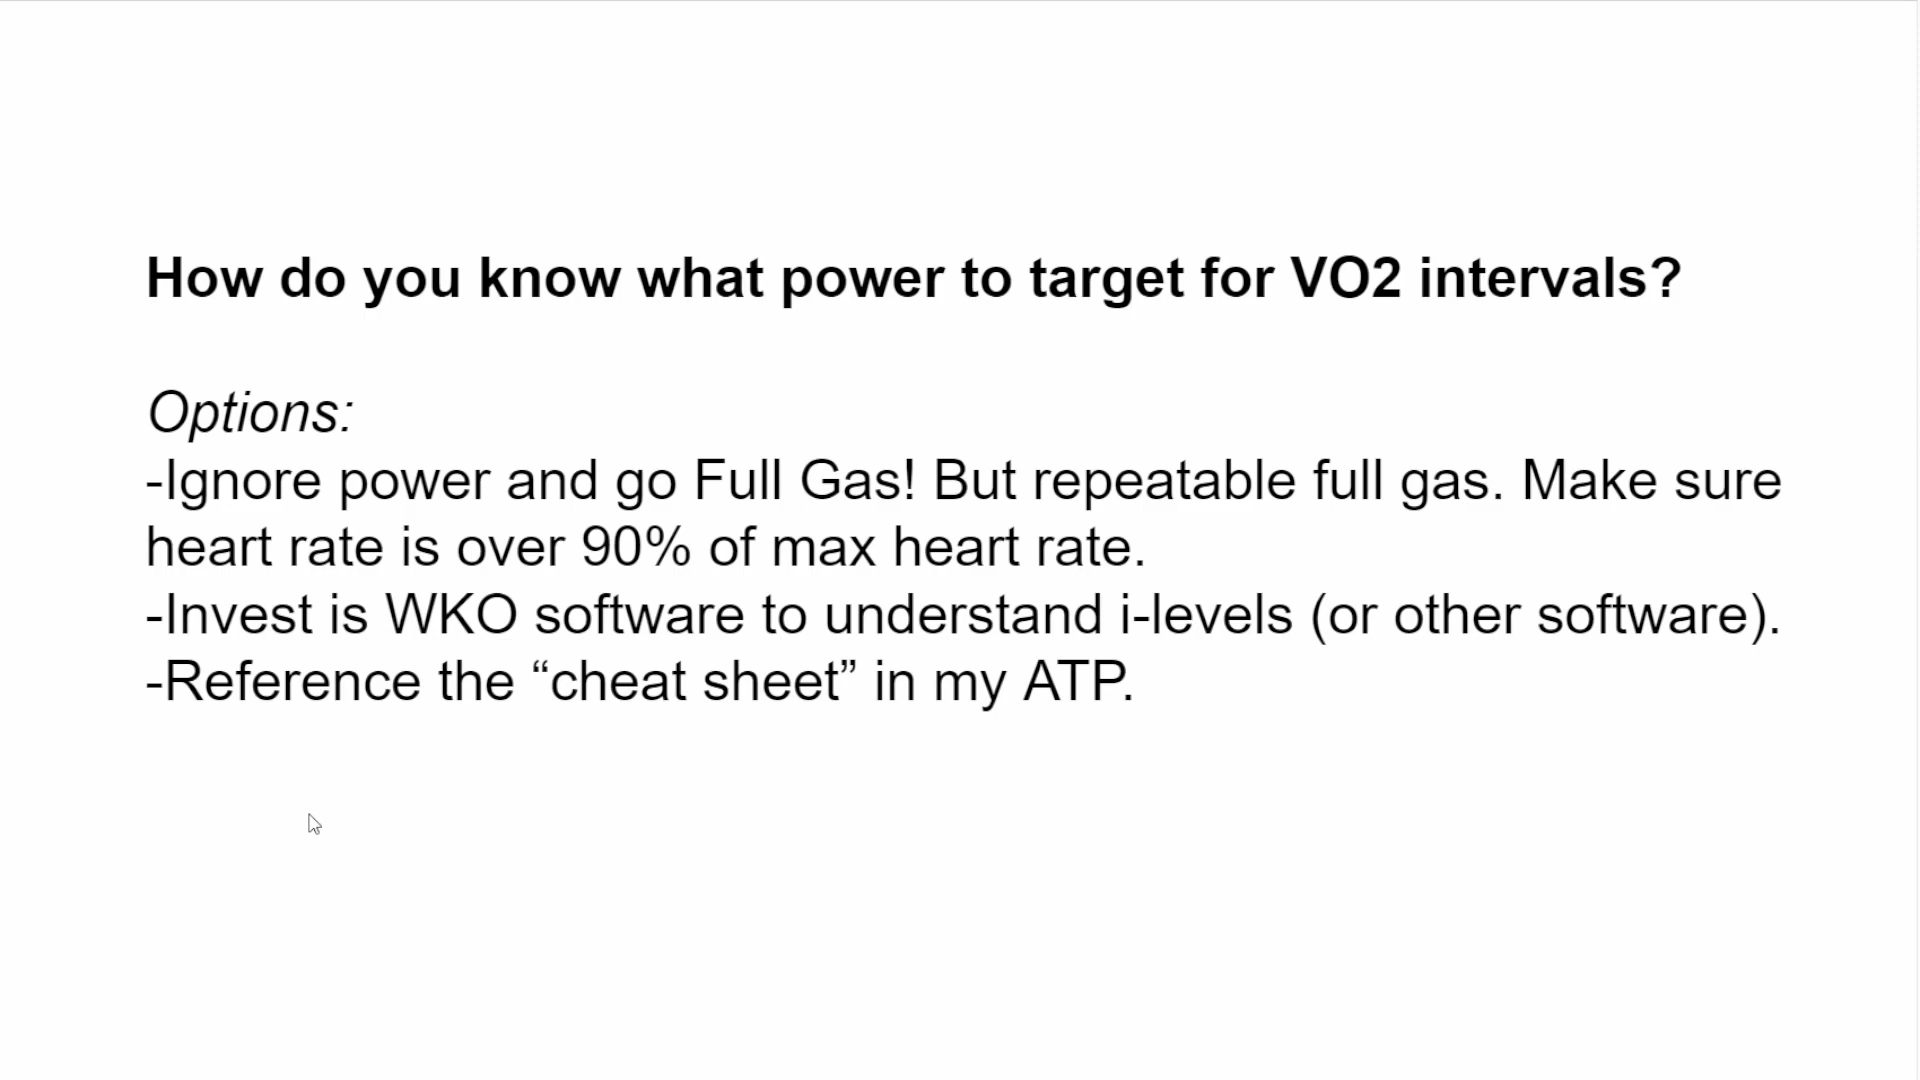 How do you know what power to target for VO2 intervals?
Options:
-Ignore power and go Full Gas! But repeatable full gas. Make sure
heart rate is over 90% of max heart rate.
-Invest is WKO software to understand i-levels (or other software).
-Reference the “cheat sheet” in my ATP.